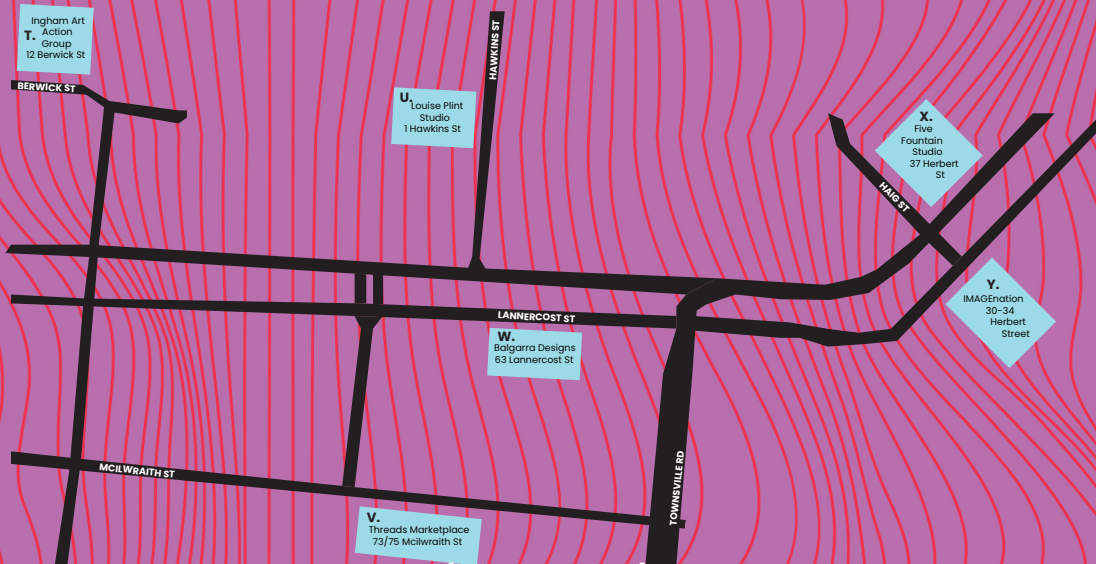 Ingham Art
T. Action
Group
12 Berwick St
BERWICK ST
HAWKINS ST
U.
Louise Plint
Studio
1 Hawkins St
X.
Five
Fountain
Studio
37 Herbert
St
HAIG ST
Y.
IMAGEnation
30-34
Herbert
Street
LANNERCOST ST
W.
Balgarra Designs
63 Lannercost St
MCILWRAITH ST
TOWNSVILLE RD
V.
Threads Marketplace
73/75 Mcilwraith St